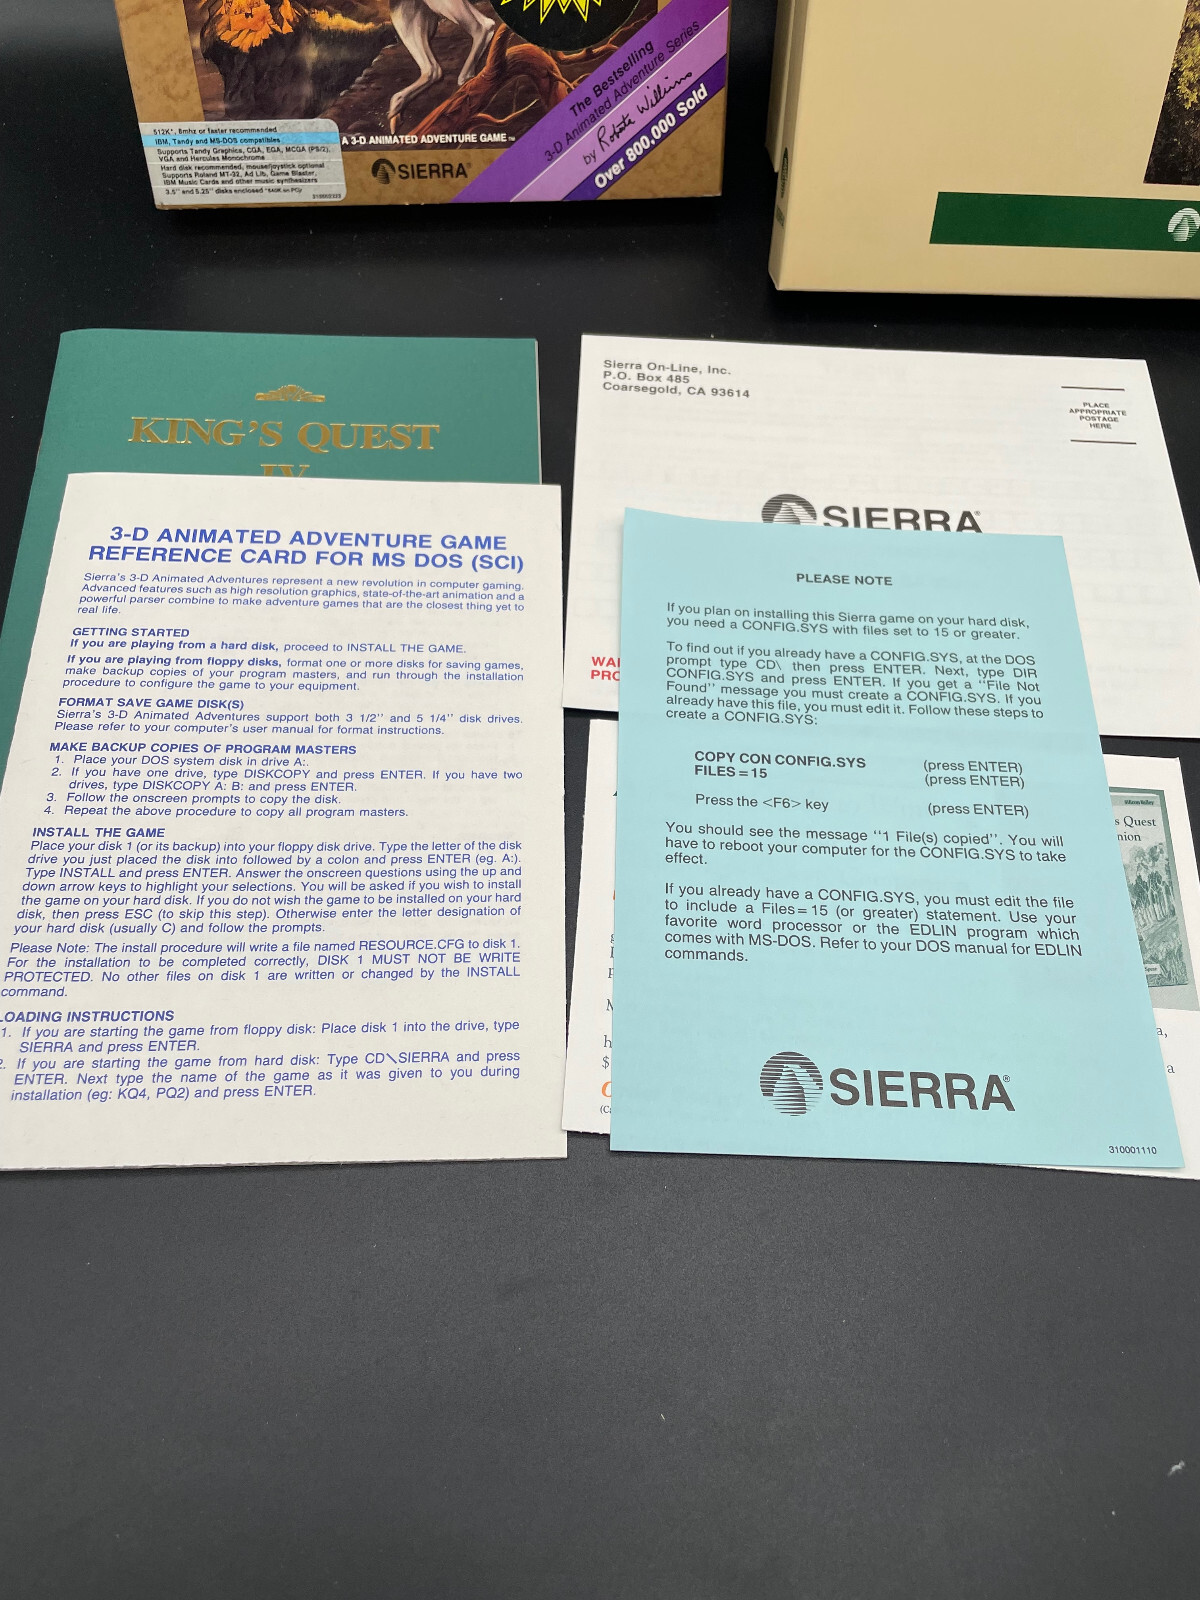 512K*, 8mhz or faster recommended
IBM, Tandy and MS-DOS compatibles
Supports Tandy Graphics, CGA, EGA, MCGA (PS/2),
VGA and Hercules Monochrome
Hard disk recommended, mouse/joystick optional
Supports Roland MT-32, Ad Lib, Game Blaster,
IBM Music Cards and other music synthesizers
3.5" and 5.25" disks enclosed
A 3-D ANIMATED ADVENTURE GAME™
SIERRA®
The Bestselling
3-D Animated Adventure Series
by Roberta Williams
Over 800,000 Sold
KING'S QUEST
IV
3-D ANIMATED ADVENTURE GAME
REFERENCE CARD FOR MS DOS (SCI)
Sierra's 3-D Animated Adventures represent a new revolution in computer gaming.
Advanced features such as high resolution graphics, state-of-the-art animation and a
powerful parser combine to make adventure games that are the closest thing yet to
real life.
GETTING STARTED
If you are playing from a hard disk, proceed to INSTALL THE GAME.
If you are playing from floppy disks, format one or more disks for saving games,
make backup copies of your program masters, and run through the installation
procedure to configure the game to your equipment.
FORMAT SAVE GAME DISK(S)
Sierra's 3-D Animated Adventures support both 3 1/2" and 5 1/4" disk drives.
Please refer to your computer's user manual for format instructions.
MAKE BACKUP COPIES OF PROGRAM MASTERS
1. Place your DOS system disk in drive A:.
2. If you have one drive, type DISKCOPY and press ENTER. If you have two
drives, type DISKCOPY A: B: and press ENTER.
3. Follow the onscreen prompts to copy the disk.
4. Repeat the above procedure to copy all program masters.
INSTALL THE GAME
Place your disk 1 (or its backup) into your floppy disk drive. Type the letter of the disk
drive you just placed the disk into followed by a colon and press ENTER (eg. A:).
Type INSTALL and press ENTER. Answer the onscreen questions using the up and
down arrow keys to highlight your selections. You will be asked if you wish to install
the game on your hard disk. If you do not wish the game to be installed on your hard
disk, then press ESC (to skip this step). Otherwise enter the letter designation of
your hard disk (usually C) and follow the prompts.
Please Note: The install procedure will write a file named RESOURCE.CFG to disk 1.
For the installation to be completed correctly, DISK 1 MUST NOT BE WRITE
PROTECTED. No other files on disk 1 are written or changed by the INSTALL
command.
LOADING INSTRUCTIONS
1. If you are starting the game from floppy disk: Place disk 1 into the drive, type
SIERRA and press ENTER.
2. If you are starting the game from hard disk: Type CD\SIERRA and press
ENTER. Next type the name of the game as it was given to you during
installation (eg: KQ4, PQ2) and press ENTER.
Sierra On-Line, Inc.
P.O. Box 485
Coarsegold, CA 93614
PLACE
APPROPRIATE
POSTAGE
HERE
SIERRA®
PLEASE NOTE
If you plan on installing this Sierra game on your hard disk,
you need a CONFIG.SYS with files set to 15 or greater.
To find out if you already have a CONFIG.SYS, at the DOS
prompt type CD\ then press ENTER. Next, type DIR
CONFIG.SYS and press ENTER. If you get a "File Not
Found" message you must create a CONFIG.SYS. If you
already have this file, you must edit it. Follow these steps to
create a CONFIG.SYS:
COPY CON CONFIG.SYS (press ENTER)
FILES=15 (press ENTER)
Press the <F6> key (press ENTER)
You should see the message "1 File(s) copied". You will
have to reboot your computer for the CONFIG.SYS to take
effect.
If you already have a CONFIG.SYS, you must edit the file
to include a Files=15 (or greater) statement. Use your
favorite word processor or the EDLIN program which
comes with MS-DOS. Refer to your DOS manual for EDLIN
commands.
SIERRA®
310001110
s Quest
nion